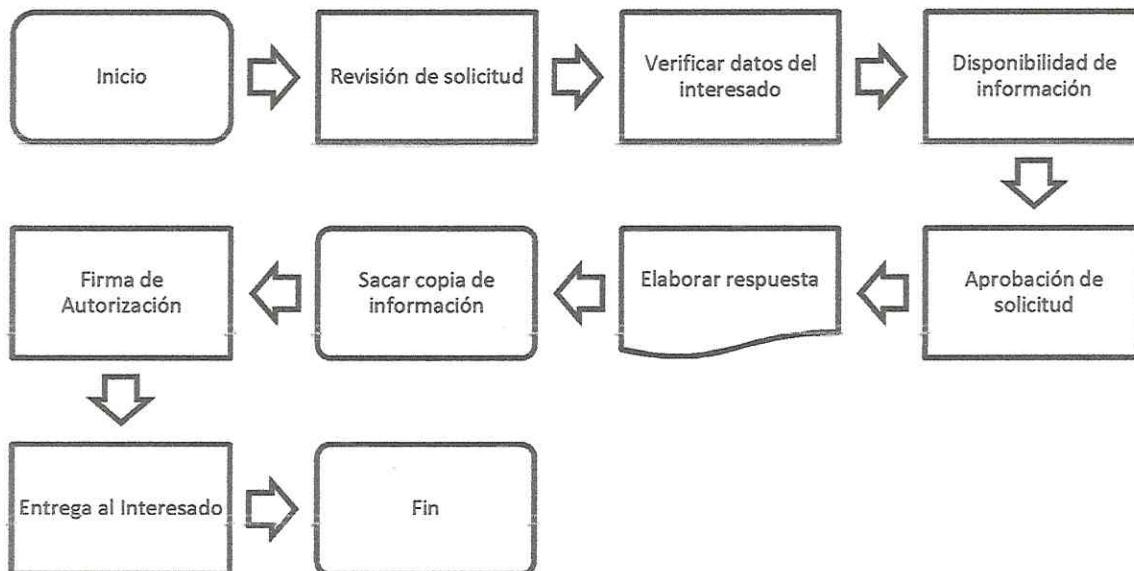 Inicio
Revisión de solicitud
Verificar datos del
interesado
Disponibilidad de
información
Aprobación de
solicitud
Elaborar respuesta
Sacar copia de
información
Firma de
Autorización
Entrega al Interesado
Fin